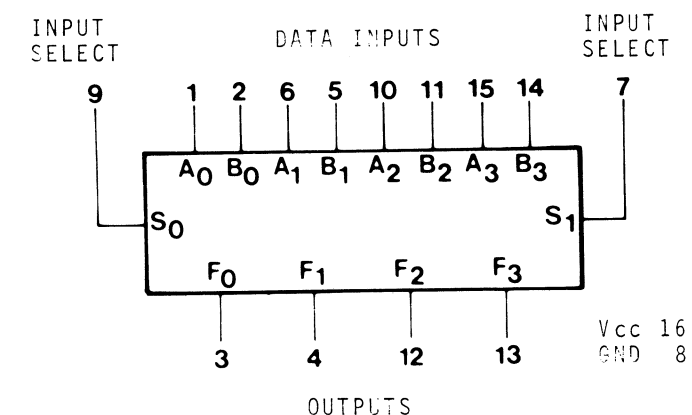 INPUT SELECT
DATA INPUTS
INPUT SELECT
9 1 2 6 5 10 11 15 14 7
A0 B0 A1 B1 A2 B2 A3 B3
S0 S1
F0 F1 F2 F3
Vcc 16
3 4 12 13
GND 8
OUTPUTS